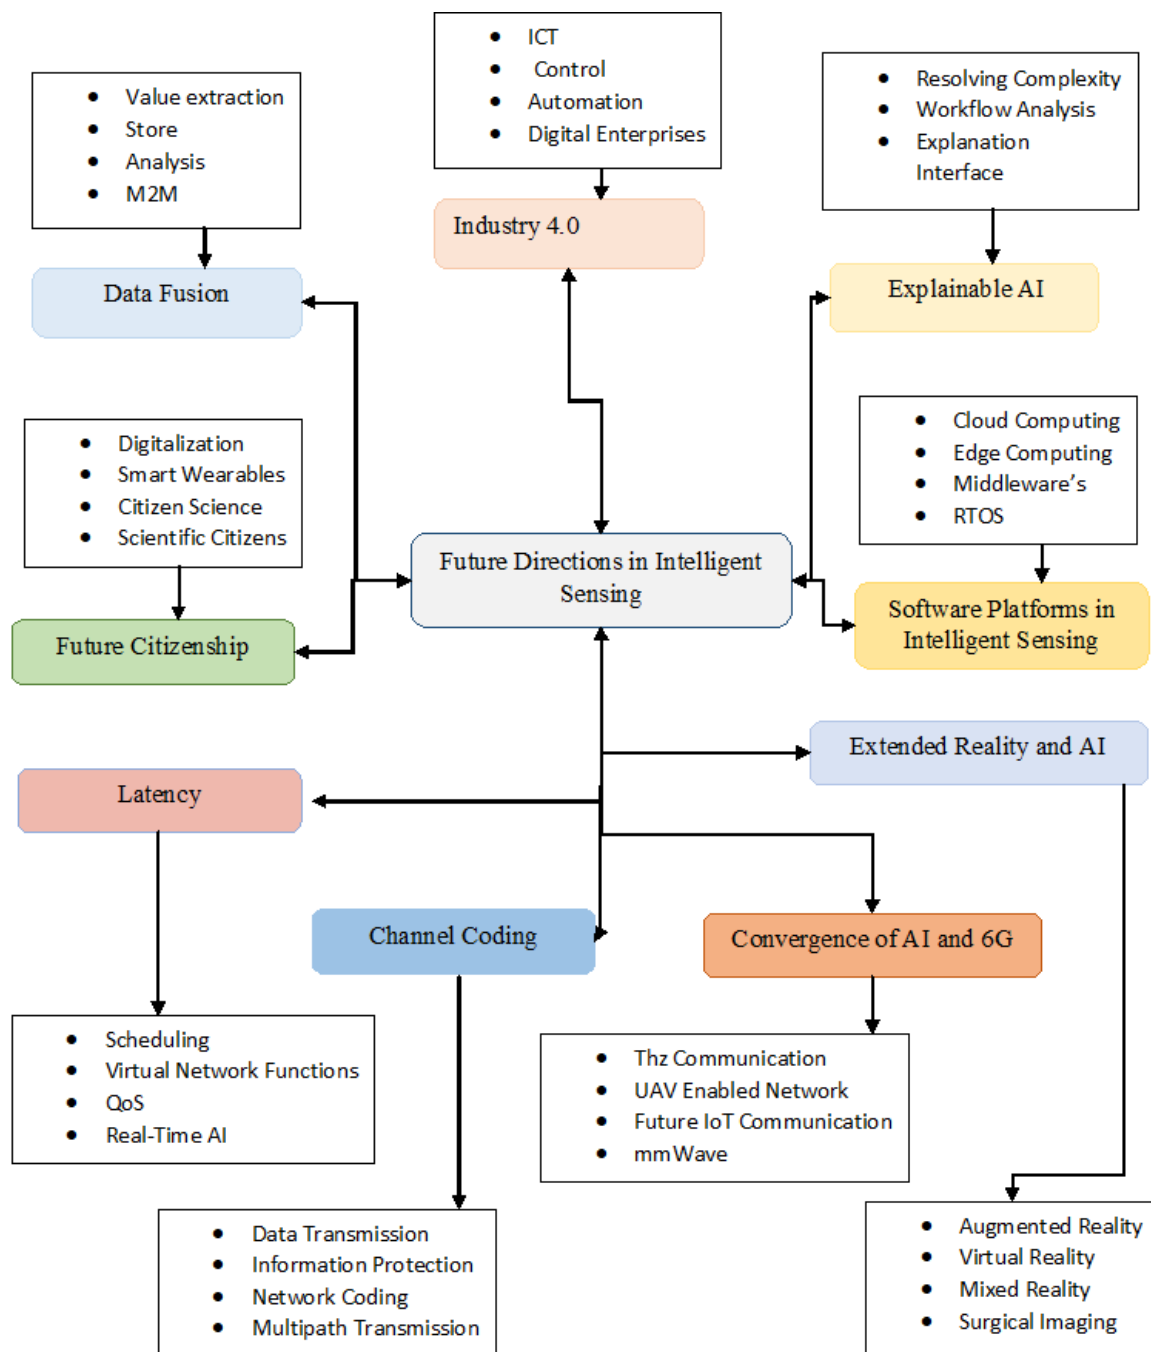 • ICT
• Control
• Automation
• Digital Enterprises
• Value extraction
• Store
• Analysis
• M2M
• Resolving Complexity
• Workflow Analysis
• Explanation
Interface
Industry 4.0
Data Fusion
Explainable AI
• Digitalization
• Smart Wearables
• Citizen Science
• Scientific Citizens
• Cloud Computing
• Edge Computing
• Middleware’s
• RTOS
Future Directions in Intelligent
Sensing
Future Citizenship
Software Platforms in
Intelligent Sensing
Extended Reality and AI
Latency
Channel Coding
Convergence of AI and 6G
• Scheduling
• Virtual Network Functions
• QoS
• Real-Time AI
• Thz Communication
• UAV Enabled Network
• Future IoT Communication
• mmWave
• Data Transmission
• Information Protection
• Network Coding
• Multipath Transmission
• Augmented Reality
• Virtual Reality
• Mixed Reality
• Surgical Imaging